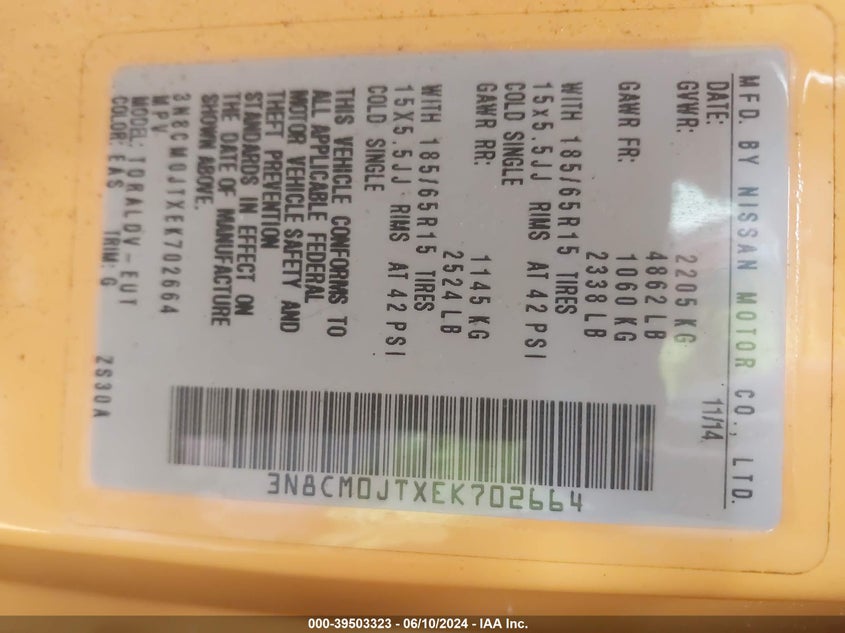 MFD. BY NISSAN MOTOR CO., LTD.
DATE: 11/14
GVWR: 2205 KG
4862 LB
GAWR FR: 1060 KG
2338 LB
WITH 185/65R15 TIRES
15X5.5JJ RIMS AT 42 PSI
COLD SINGLE
GAWR RR: 1145 KG
2524 LB
WITH 185/65R15 TIRES
15X5.5JJ RIMS AT 42 PSI
COLD SINGLE
THIS VEHICLE CONFORMS TO
ALL APPLICABLE FEDERAL
MOTOR VEHICLE SAFETY AND
THEFT PREVENTION
STANDARDS IN EFFECT ON
THE DATE OF MANUFACTURE
SHOWN ABOVE.
3N8CM0JTXEK702664
MPV
MODEL: TDRALDV-EUT
COLOR: EAS TRIM: G ZS30A
3N8CM0JTXEK702664
000-39503323 - 06/10/2024 - IAA Inc.